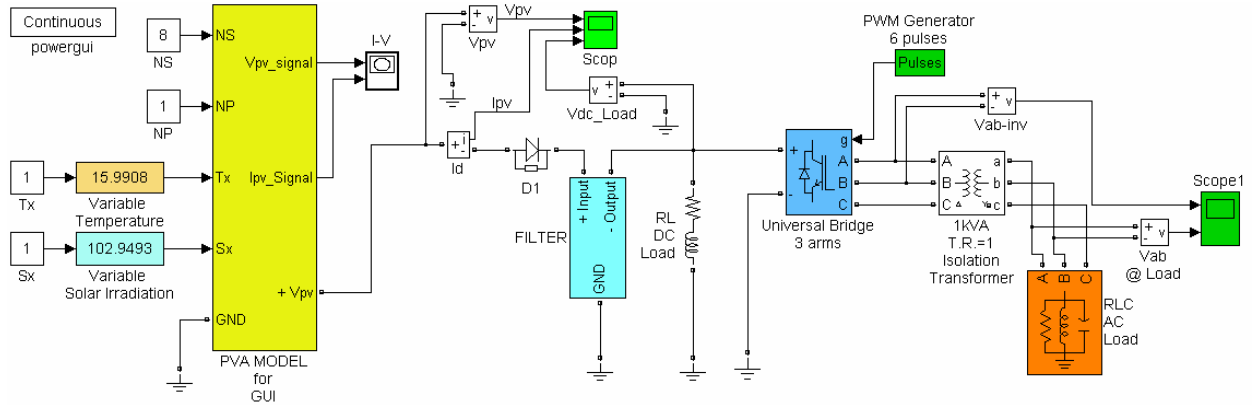 Continuous
powergui
8
NS
1
NP
1
Tx
15.9908
Variable
Temperature
1
Sx
102.9493
Variable
Solar Irradiation
NS
NP
Tx
Sx
GND
Vpv_signal
Ipv_Signal
+ Vpv
PVA MODEL
for
GUI
I-V
+
-
v
Vpv
Vpv
Ipv
Scop
v
+
-
Vdc_Load
+
-
i
Id
D1
+ Input
- Output
GND
FILTER
RL
DC
Load
PWM Generator
6 pulses
Pulses
g
+
-
A
B
C
Universal Bridge
3 arms
+
-
v
Vab-inv
A
B
C
a
b
c
1kVA
T.R.=1
Isolation
Transformer
+
-
v
Vab
@ Load
Scope1
A
B
C
RLC
AC
Load